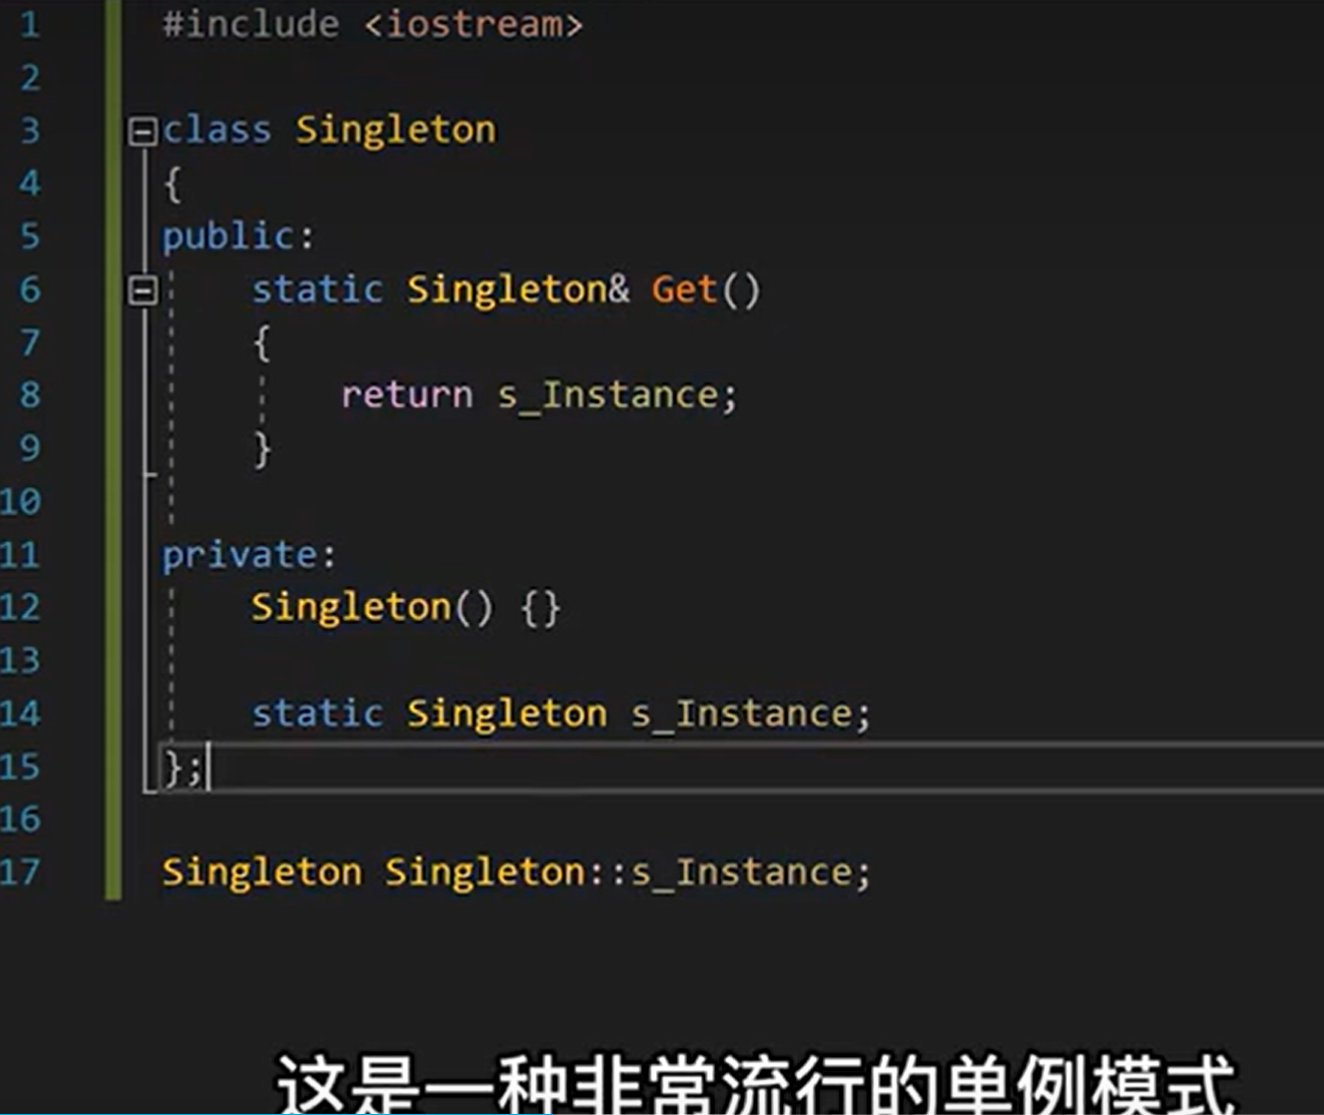 1 #include <iostream>
2
3 class Singleton
4 {
5 public:
6     static Singleton& Get()
7     {
8         return s_Instance;
9     }
10
11 private:
12     Singleton() {}
13
14     static Singleton s_Instance;
15 };
16
17 Singleton Singleton::s_Instance;
这是一种非常流行的单例模式